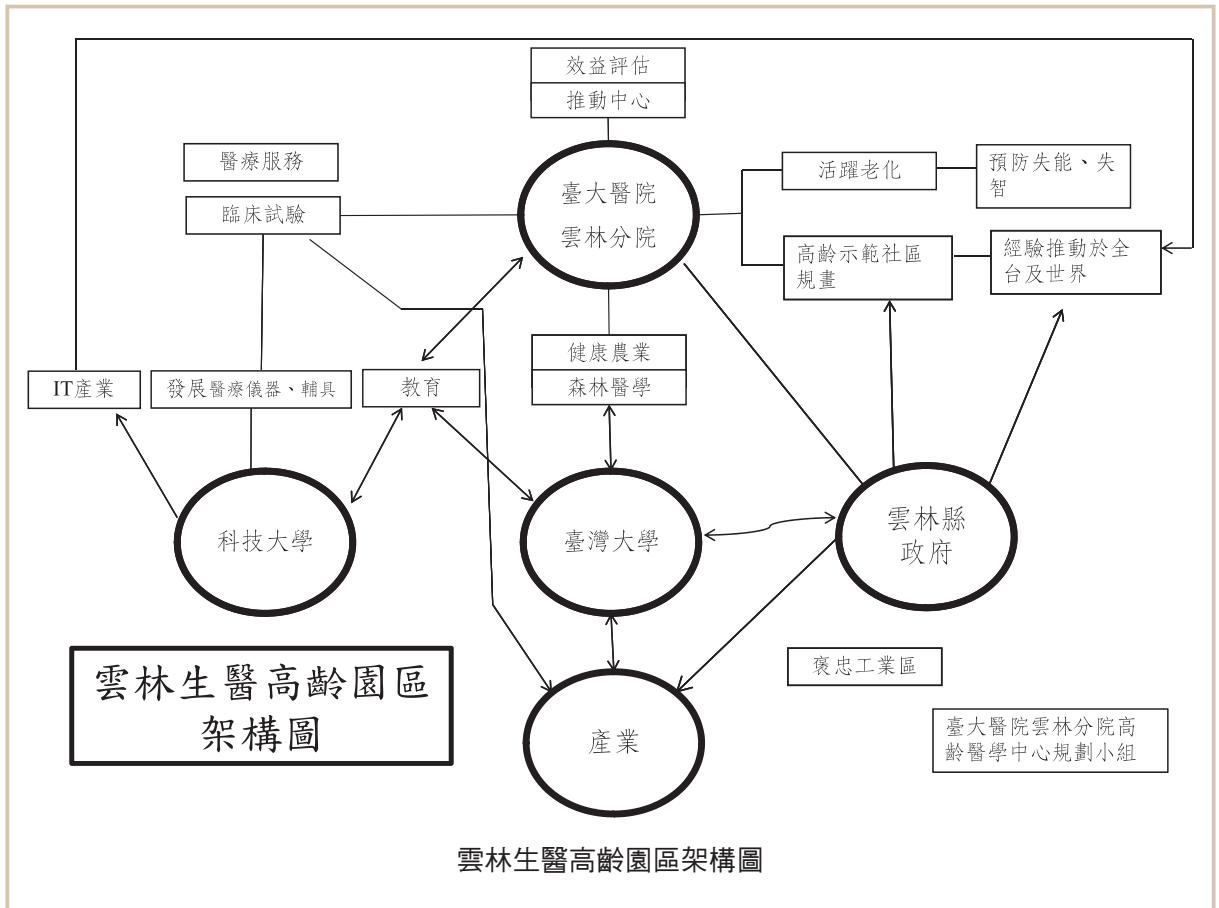 效益評估
推動中心
醫療服務
臨床試驗
臺大醫院
雲林分院
活躍老化
預防失能、失
智
高齡示範社區
規畫
經驗推動於全
台及世界
健康農業
森林醫學
IT產業
發展醫療儀器、輔具
教育
科技大學
臺灣大學
雲林縣
政府
雲林生醫高齡園區
架構圖
產業
褒忠工業區
臺大醫院雲林分院高
齡醫學中心規劃小組
雲林生醫高齡園區架構圖